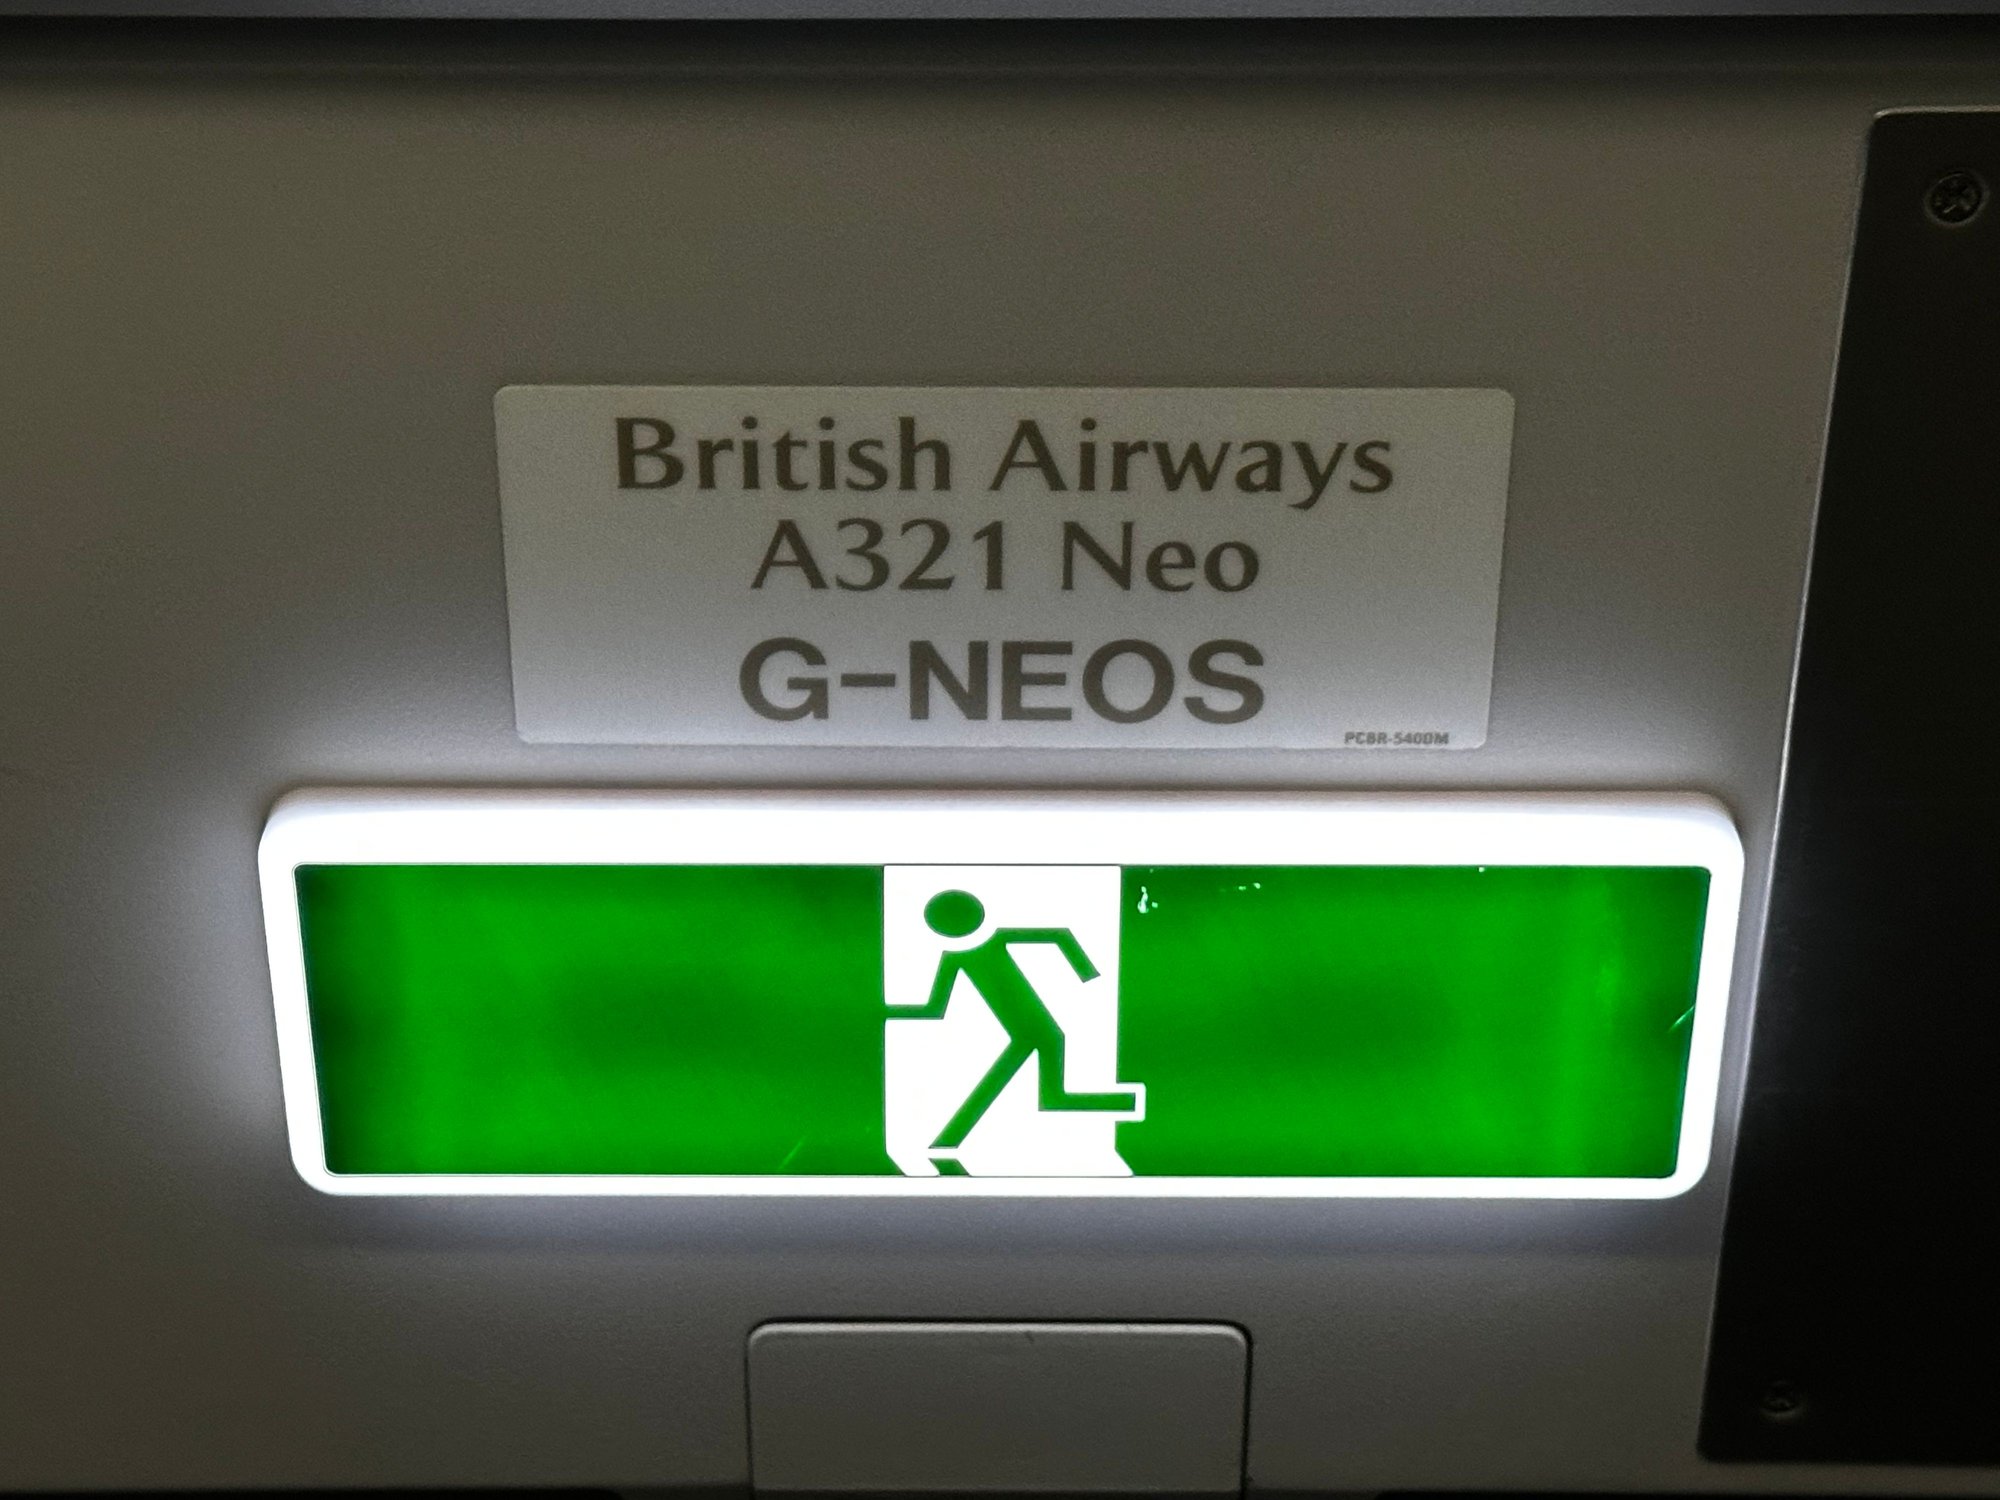 British Airways
A321 Neo
G-NEOS
PCBR-5400M